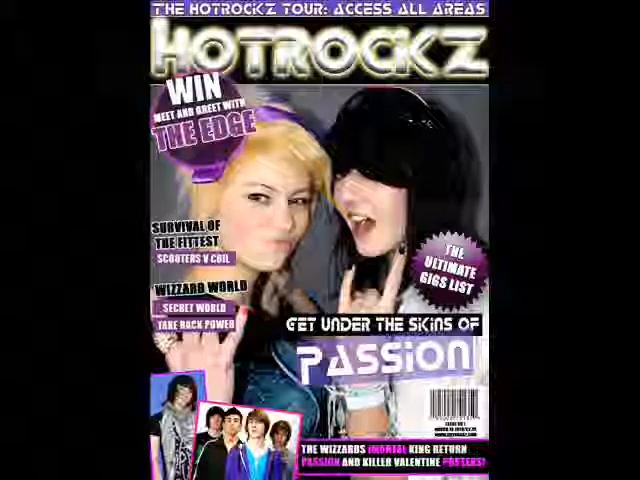 THE HOTROCKZ TOUR: ACCESS ALL AREAS
HOTROCKZ
WIN
MEET AND GREET WITH
THE EDGE
SURVIVAL OF
THE FITTEST
SCOOTERS V COIL
WIZZARD WORLD
SECRET WORLD
TAKE BACK POWER
THE
ULTIMATE
GIGS LIST
GET UNDER THE SKINS OF
PASSION
THE WIZZARDS IMORTAL KING RETURN
PASSION AND KILLER VALENTINE POSTERS!